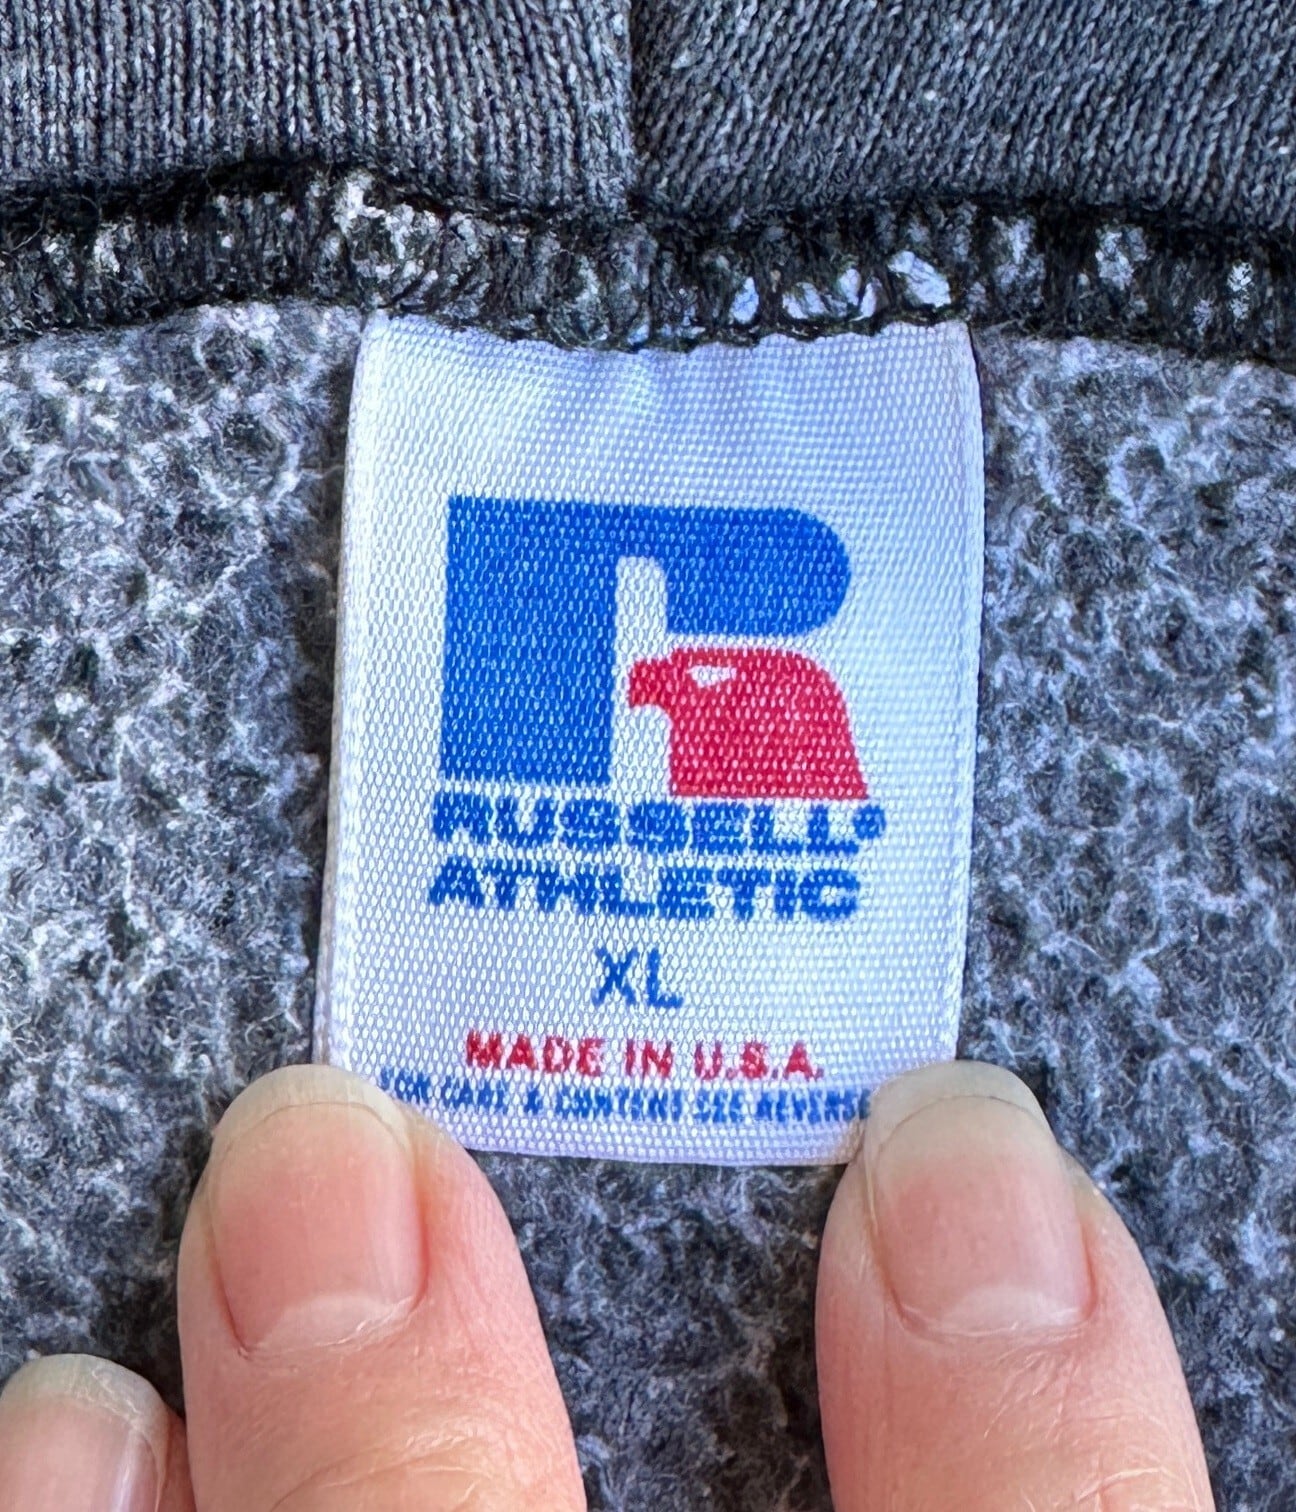 RUSSELL®
ATHLETIC
XL
MADE IN U.S.A.
FOR CARE & CONTENT SEE REVERSE